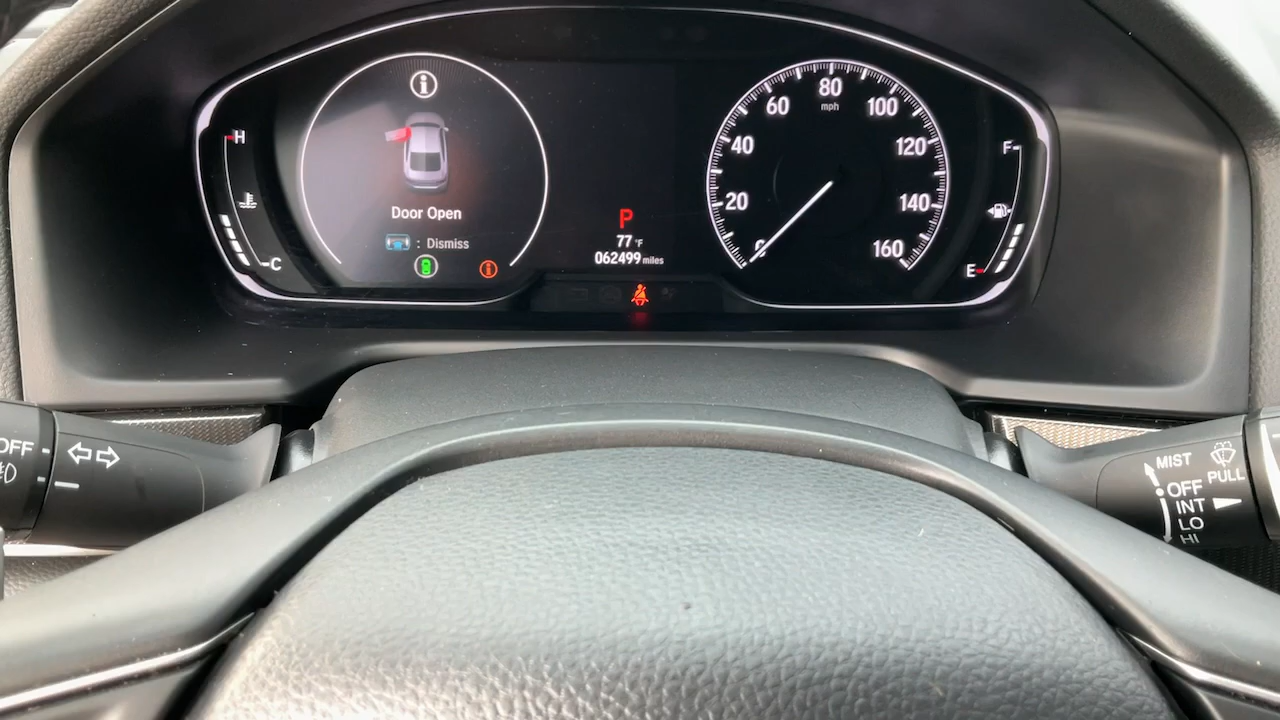 H
C
Door Open
: Dismiss
P
77 °F
062499 miles
0
20
40
60
80
mph
100
120
140
160
F
E
OFF
MIST
PULL
OFF
INT
LO
HI